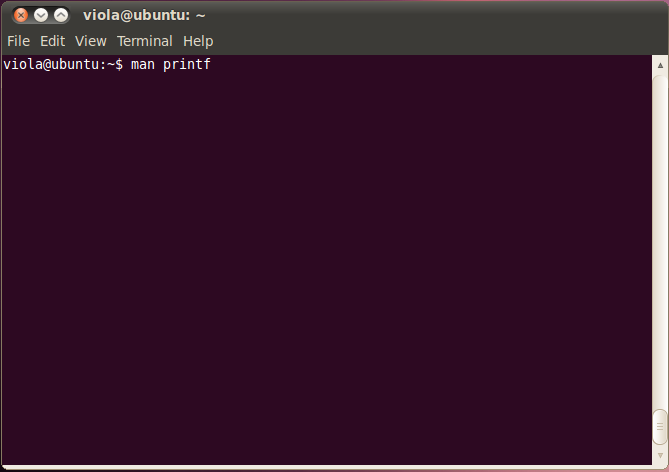 viola@ubuntu: ~
File Edit View Terminal Help
viola@ubuntu:~$ man printf